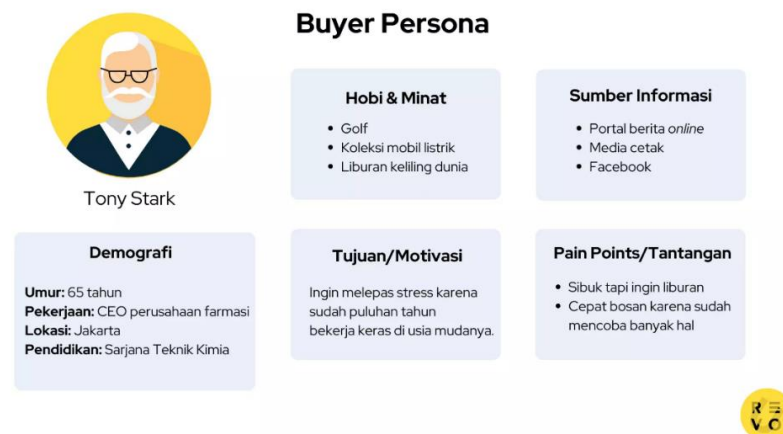 Buyer Persona
Tony Stark
Hobi & Minat
• Golf
• Koleksi mobil listrik
• Liburan keliling dunia
Sumber Informasi
• Portal berita online
• Media cetak
• Facebook
Demografi
Umur: 65 tahun
Pekerjaan: CEO perusahaan farmasi
Lokasi: Jakarta
Pendidikan: Sarjana Teknik Kimia
Tujuan/Motivasi
Ingin melepas stress karena
sudah puluhan tahun
bekerja keras di usia mudanya.
Pain Points/Tantangan
• Sibuk tapi ingin liburan
• Cepat bosan karena sudah
mencoba banyak hal